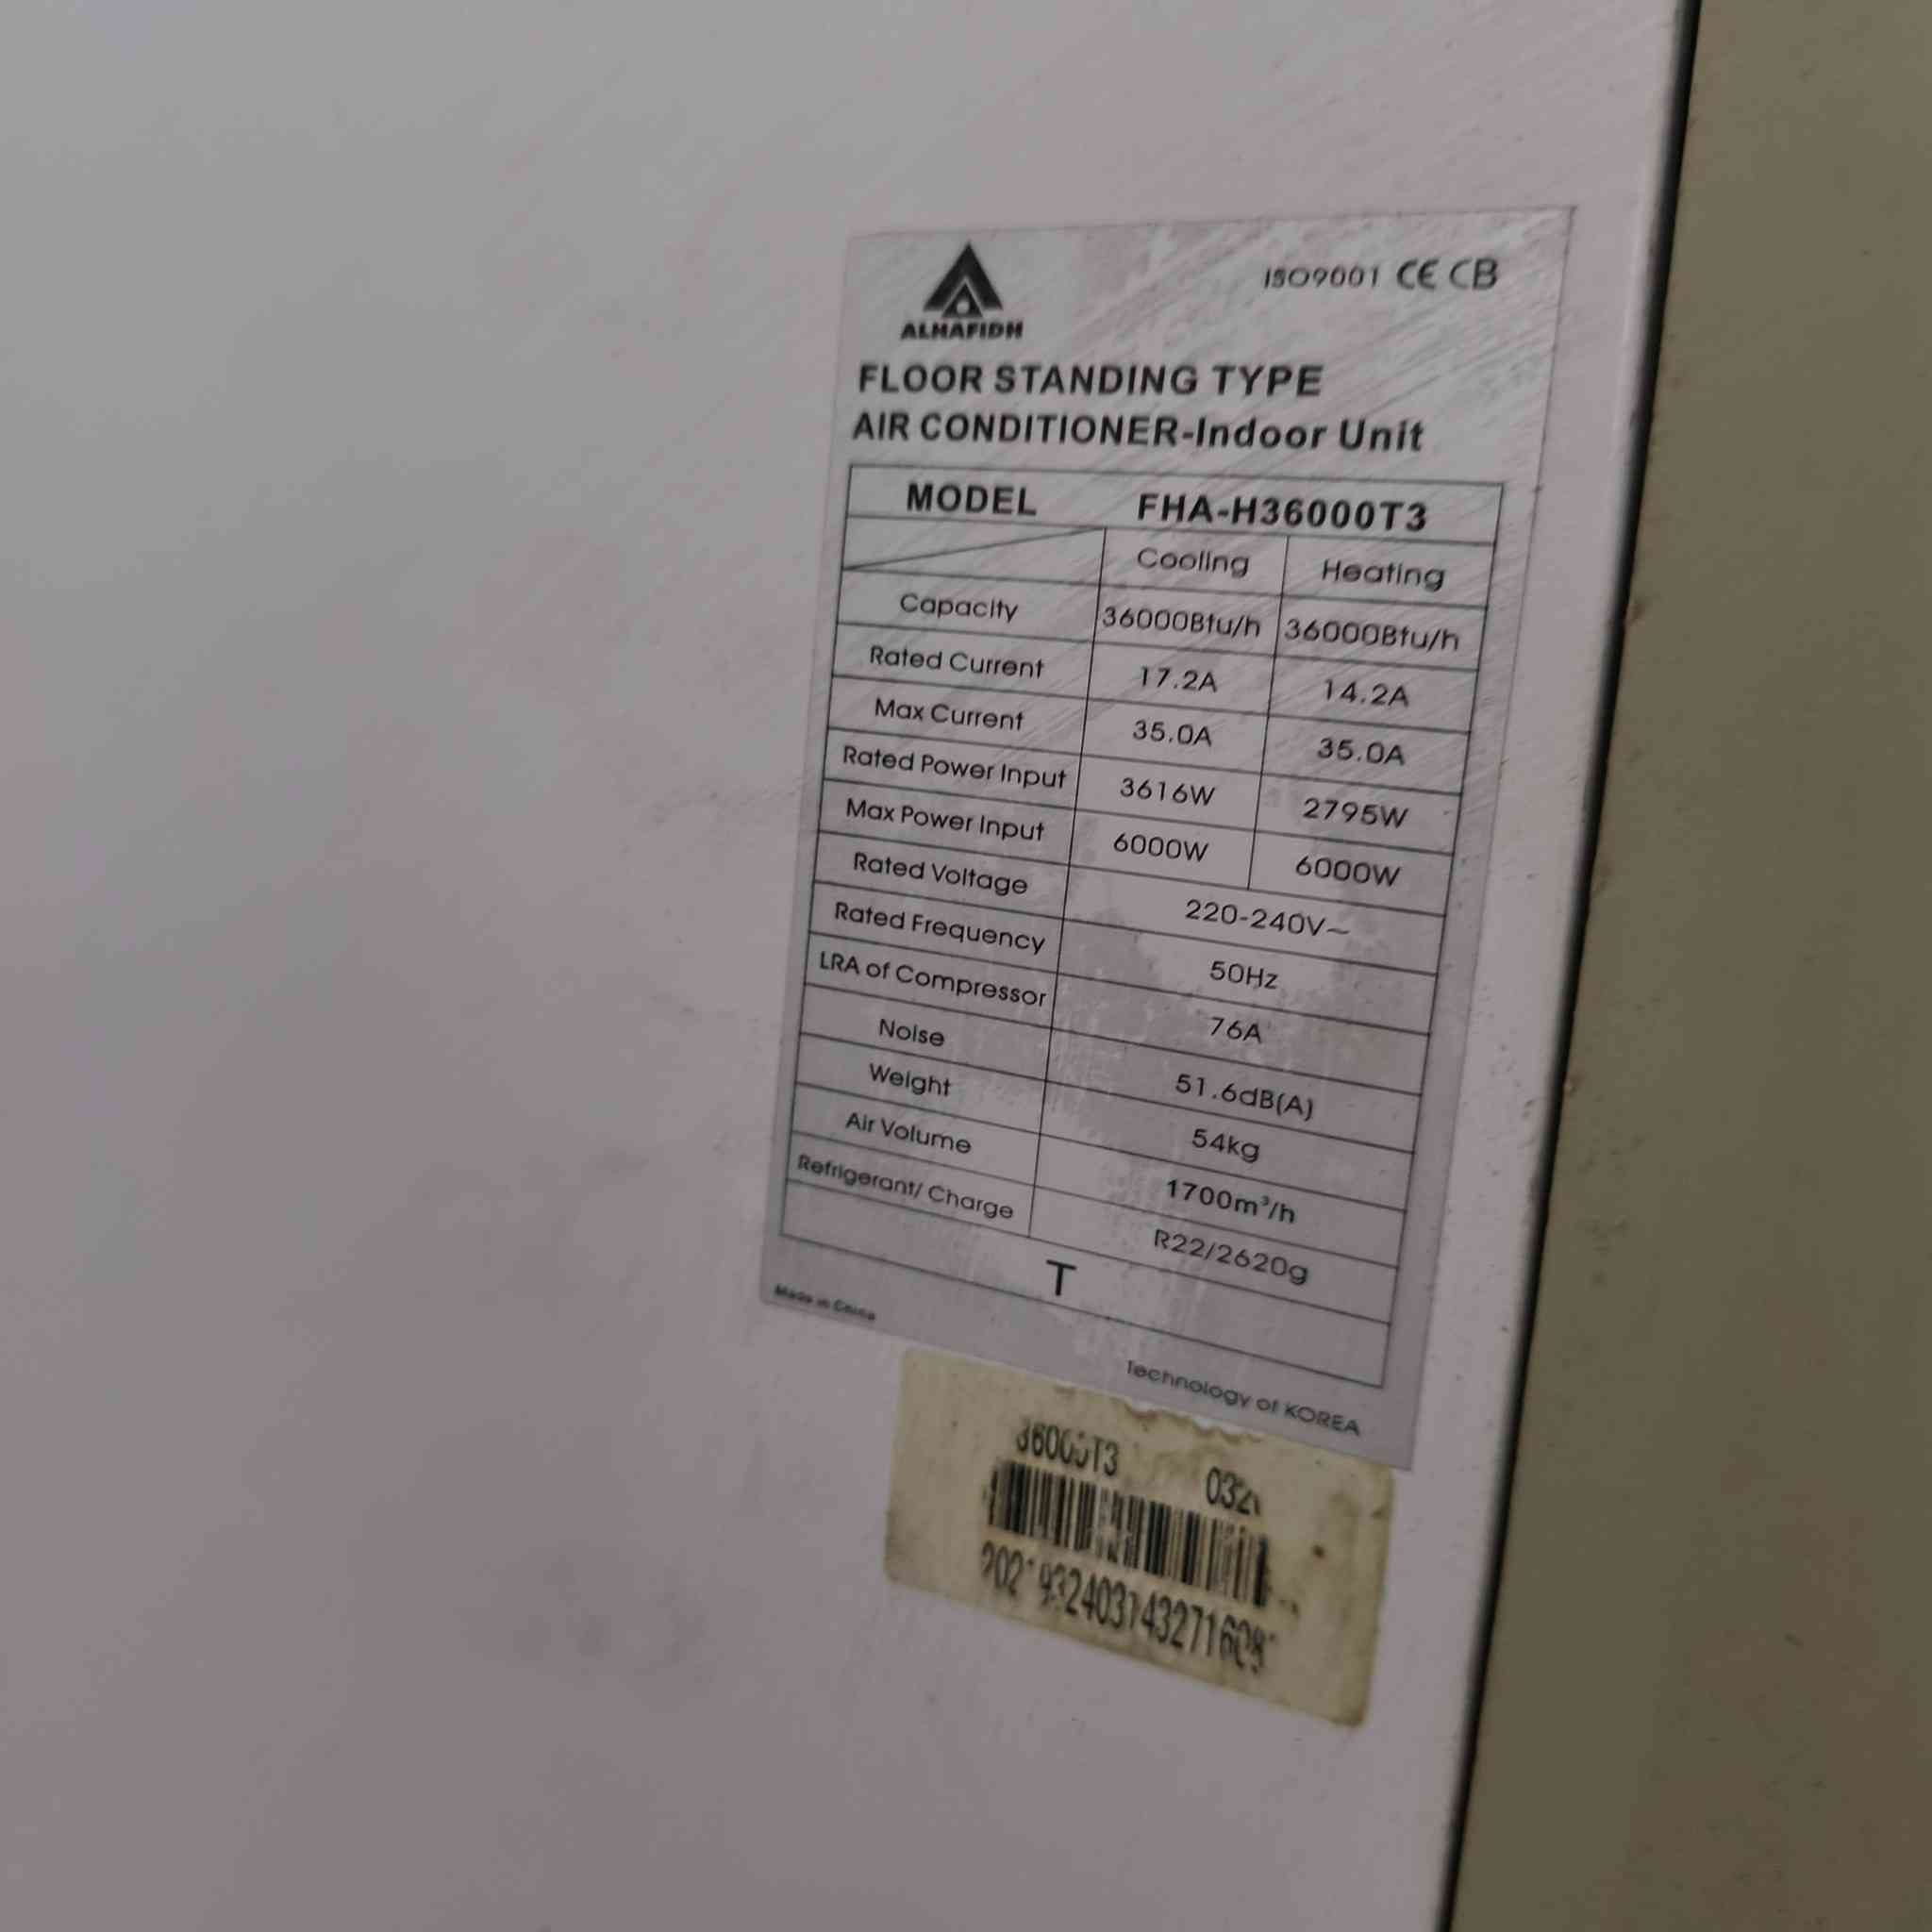 ALHAFIDH
ISO9001 CE CB
FLOOR STANDING TYPE
AIR CONDITIONER-Indoor Unit
MODEL FHA-H36000T3
Cooling Heating
Capacity 36000Btu/h 36000Btu/h
Rated Current 17.2A 14.2A
Max Current 35.0A 35.0A
Rated Power Input 3616W 2795W
Max Power Input 6000W 6000W
Rated Voltage 220-240V~
Rated Frequency 50Hz
LRA of Compressor 76A
Noise 51.6dB(A)
Weight 54kg
Air Volume 1700m³/h
Refrigerant/ Charge R22/2620g
T
Made in China
Technology of KOREA
36000T3